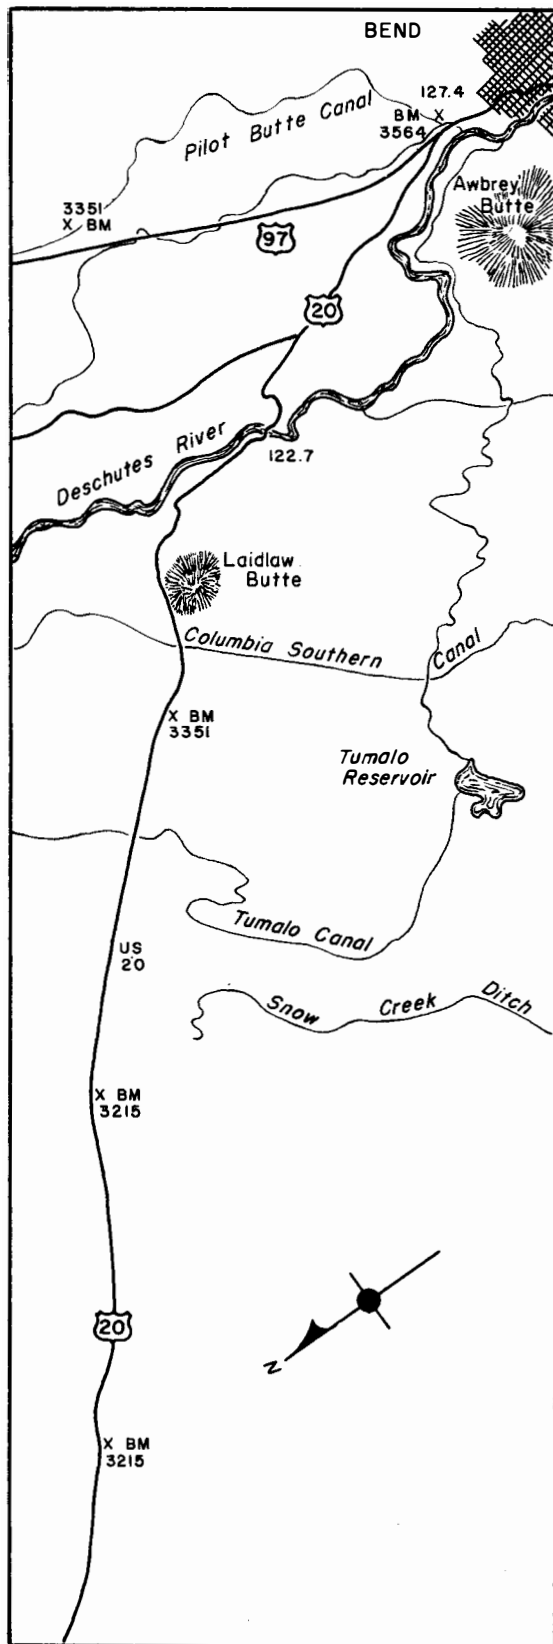 BEND
127.4
X
BM
3564
Pilot Butte Canal
Awbrey
Butte
3351
X BM
97
20
Deschutes River
122.7
Laidlaw
Butte
Columbia Southern Canal
X BM
3351
Tumalo
Reservoir
Tumalo Canal
US
20
Snow Creek Ditch
X BM
3215
20
N
X BM
3215